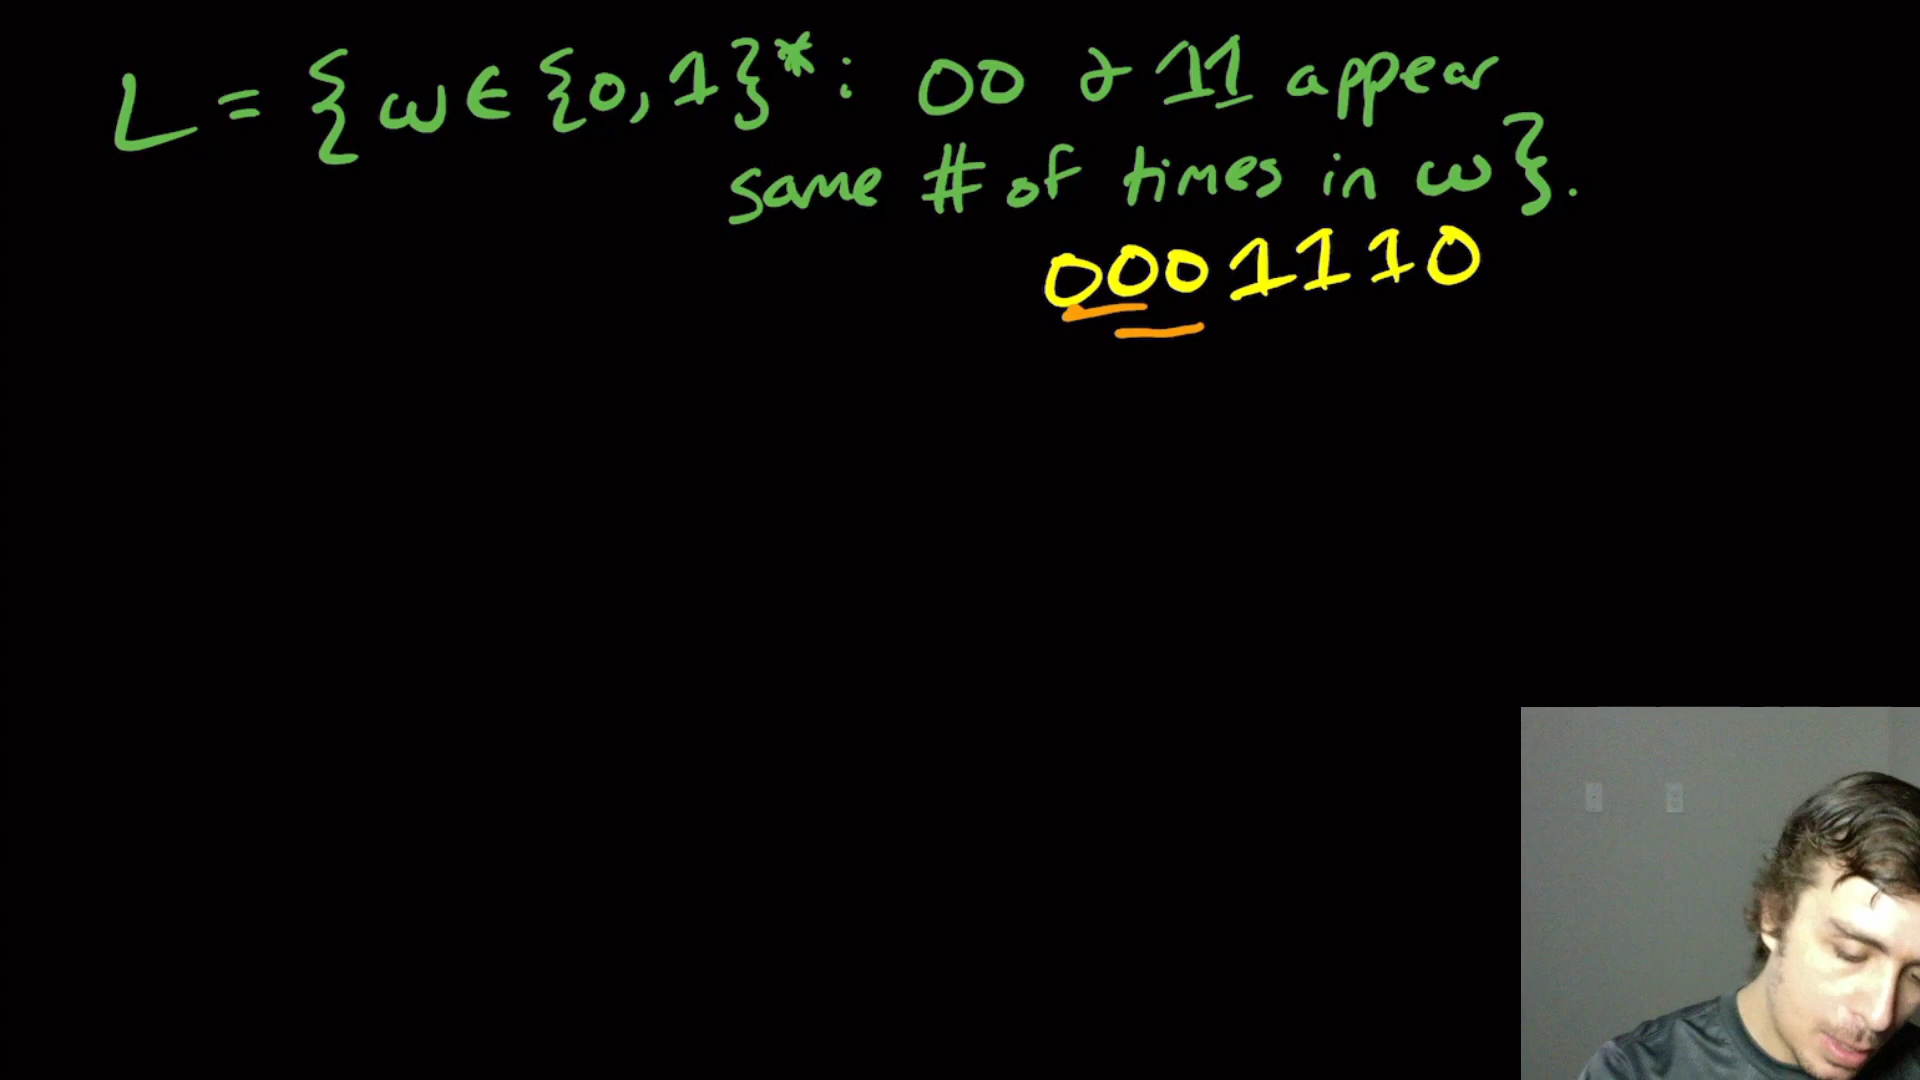 L = {ω∈{0,1}*: 00 & 11 appear
same # of times in ω}.
0001110